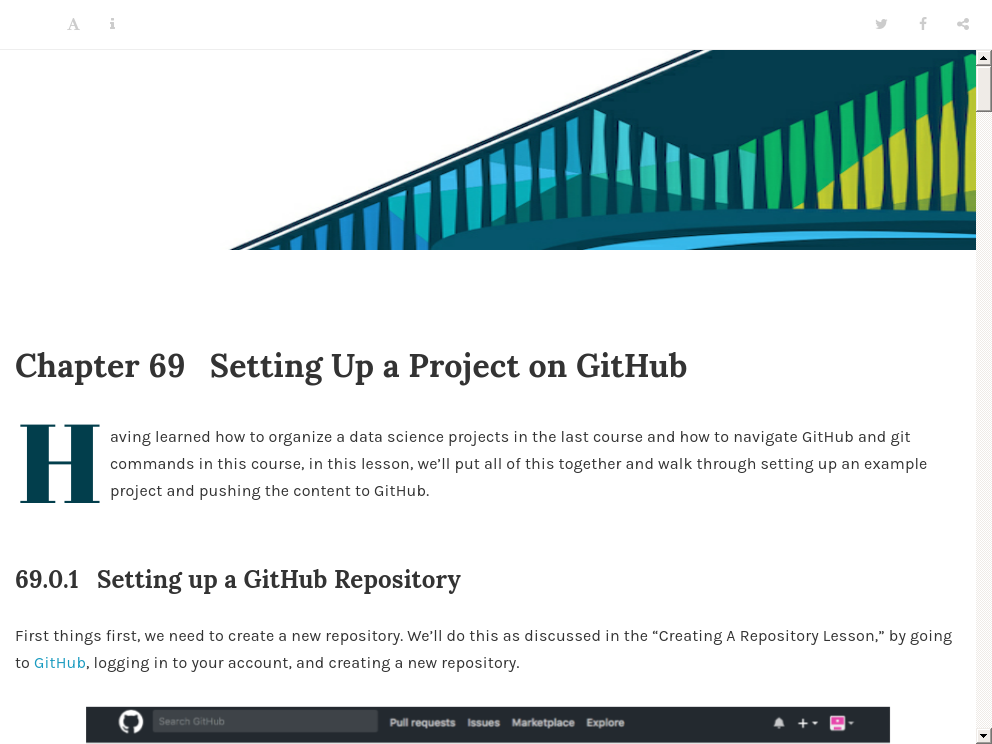 Chapter 69 Setting Up a Project on GitHub
Having learned how to organize a data science projects in the last course and how to navigate GitHub and git
commands in this course, in this lesson, we’ll put all of this together and walk through setting up an example
project and pushing the content to GitHub.
69.0.1 Setting up a GitHub Repository
First things first, we need to create a new repository. We’ll do this as discussed in the “Creating A Repository Lesson,” by going
to GitHub, logging in to your account, and creating a new repository.
Search GitHub Pull requests Issues Marketplace Explore